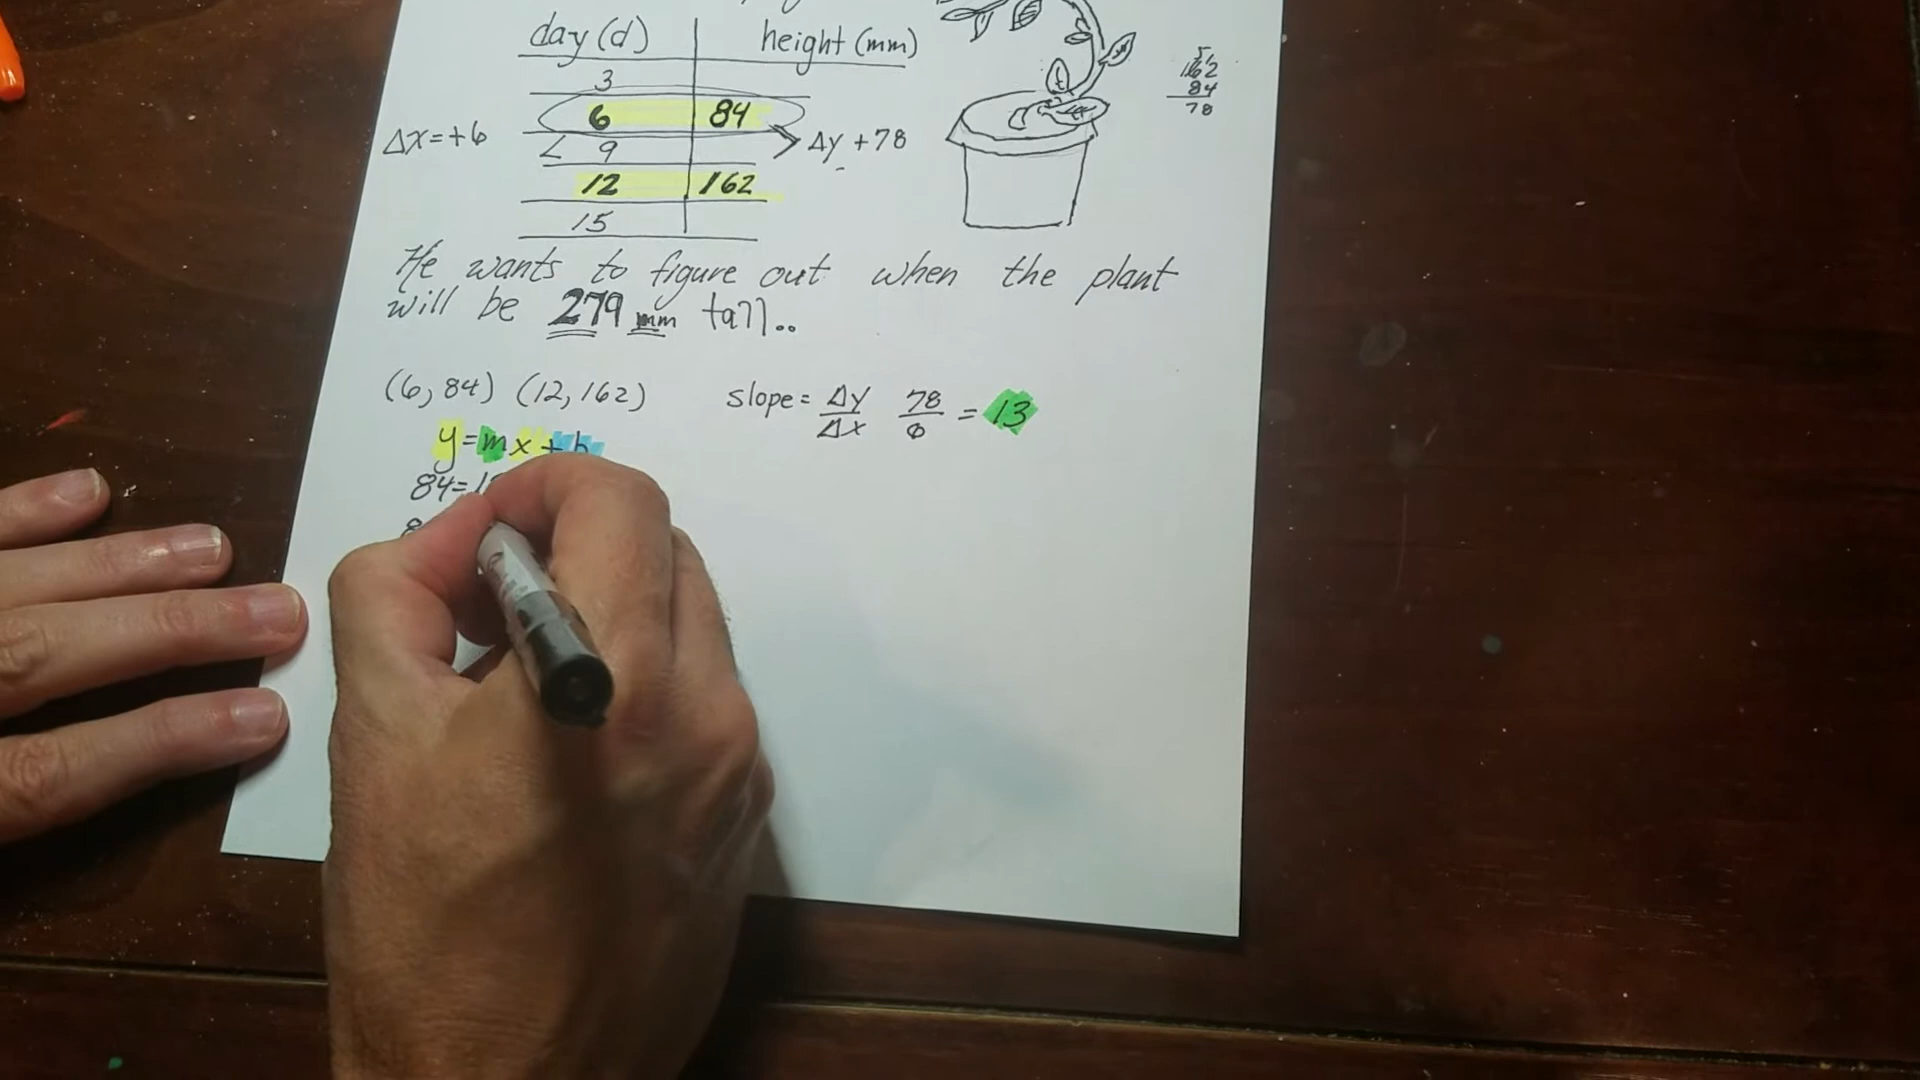 day (d) height (mm)
3
6 84
Δx=+6
9
Δy +78
12 162
15
162
84
78
He wants to figure out when the plant
will be 279 mm tall..
(6, 84) (12, 162)
slope = Δy/Δx 78/6 = 13
y=mx+b
84=
8